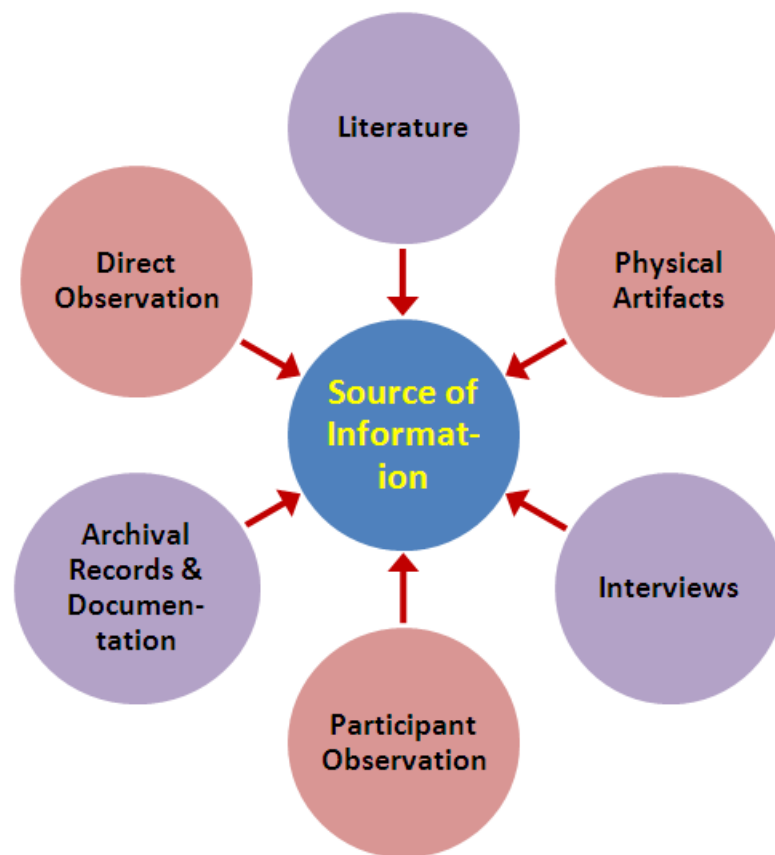 Literature
Direct
Observation
Physical
Artifacts
Source of
Informat-
ion
Archival
Records &
Documen-
tation
Interviews
Participant
Observation